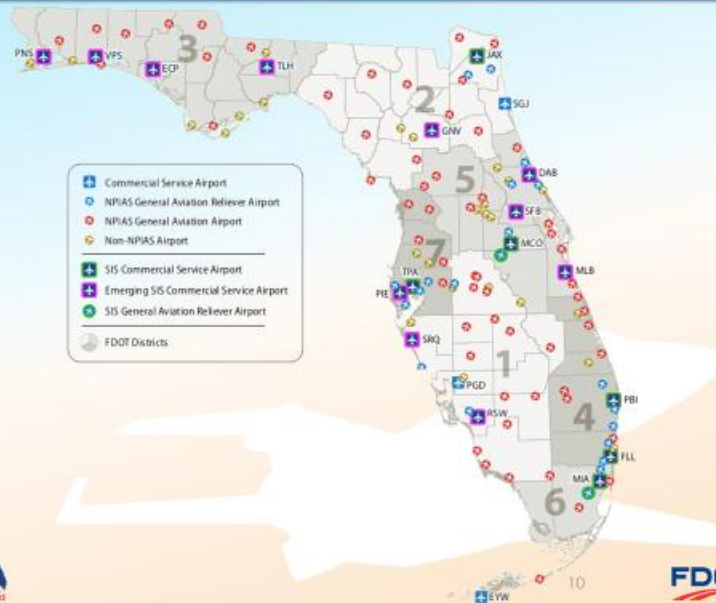 PNS
VPS
ECP
TLH
3
JAX
2
SGJ
GNV
Commercial Service Airport
NPIAS General Aviation Reliever Airport
NPIAS General Aviation Airport
Non-NPIAS Airport
SIS Commercial Service Airport
Emerging SIS Commercial Service Airport
SIS General Aviation Reliever Airport
FDOT Districts
5
DAB
SFB
7
MCO
TPA
MLB
PIE
SRQ
1
PGD
PBI
RSW
4
FLL
MIA
6
10
EYW